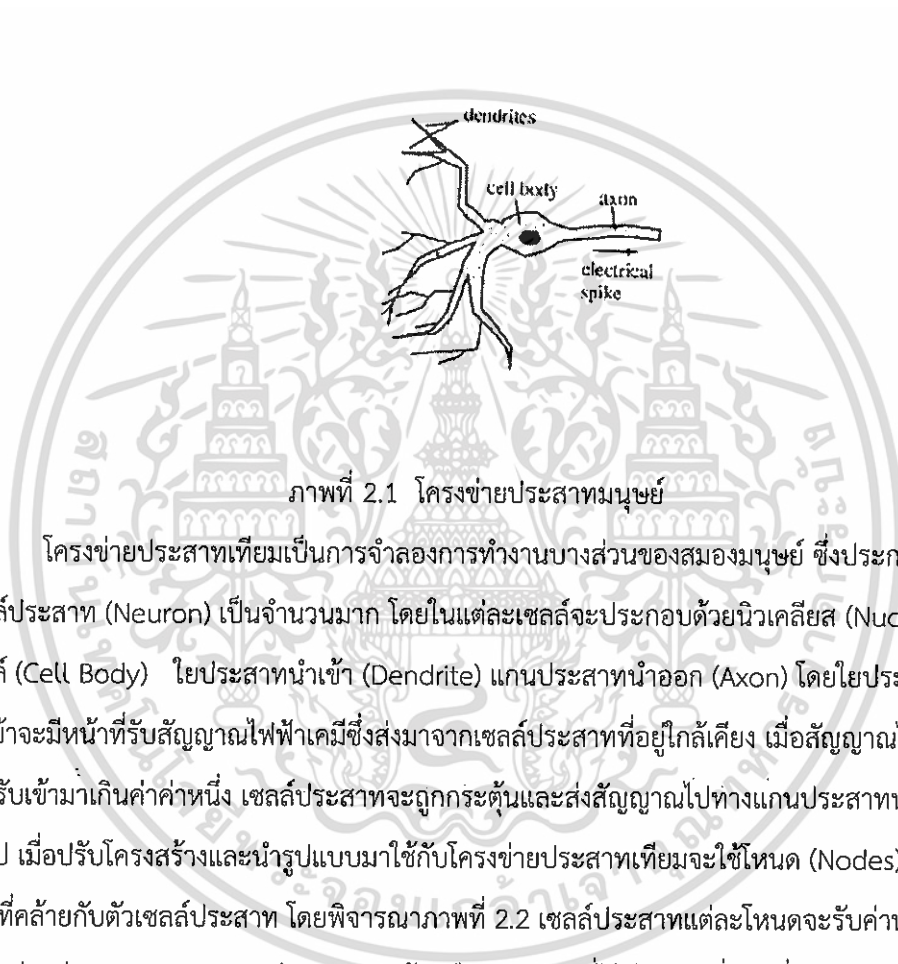 dendrites
cell body
axon
electrical
spike
ภาพที่ 2.1 โครงข่ายประสาทมนุษย์
โครงข่ายประสาทเทียมเป็นการจำลองการทำงานบางส่วนของสมองมนุษย์ ซึ่งประก
ล์ประสาท (Neuron) เป็นจำนวนมาก โดยในแต่ละเซลล์จะประกอบด้วยนิวเคลียส (Nuc
ล์ (Cell Body) ใยประสาทนำเข้า (Dendrite) แกนประสาทนำออก (Axon) โดยใยประ
ข้าจะมีหน้าที่รับสัญญาณไฟฟ้าเคมีซึ่งส่งมาจากเซลล์ประสาทที่อยู่ใกล้เคียง เมื่อสัญญาณ
รับเข้ามาเกินค่าค่าหนึ่ง เซลล์ประสาทจะถูกกระตุ้นและส่งสัญญาณไปทางแกนประสาท
ป เมื่อปรับโครงสร้างและนำรูปแบบมาใช้กับโครงข่ายประสาทเทียมจะใช้โหนด (Nodes)
ที่คล้ายกับตัวเซลล์ประสาท โดยพิจารณาภาพที่ 2.2 เซลล์ประสาทแต่ละโหนดจะรับค่า